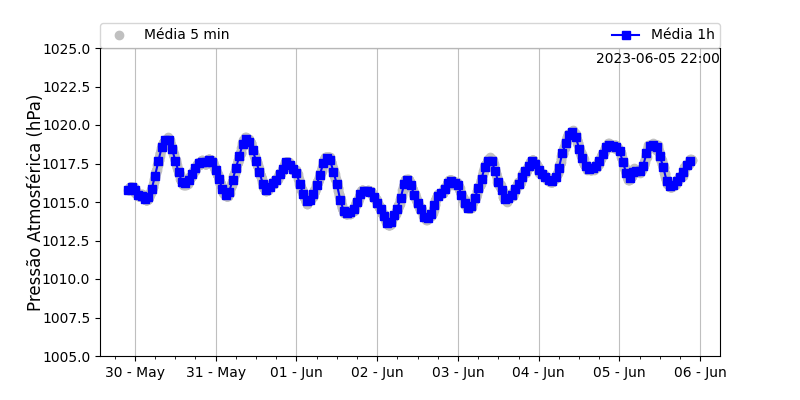 Média 5 min
Média 1h
2023-06-05 22:00
Pressão Atmosférica (hPa)
1025.0
1022.5
1020.0
1017.5
1015.0
1012.5
1010.0
1007.5
1005.0
30 - May
31 - May
01 - Jun
02 - Jun
03 - Jun
04 - Jun
05 - Jun
06 - Jun